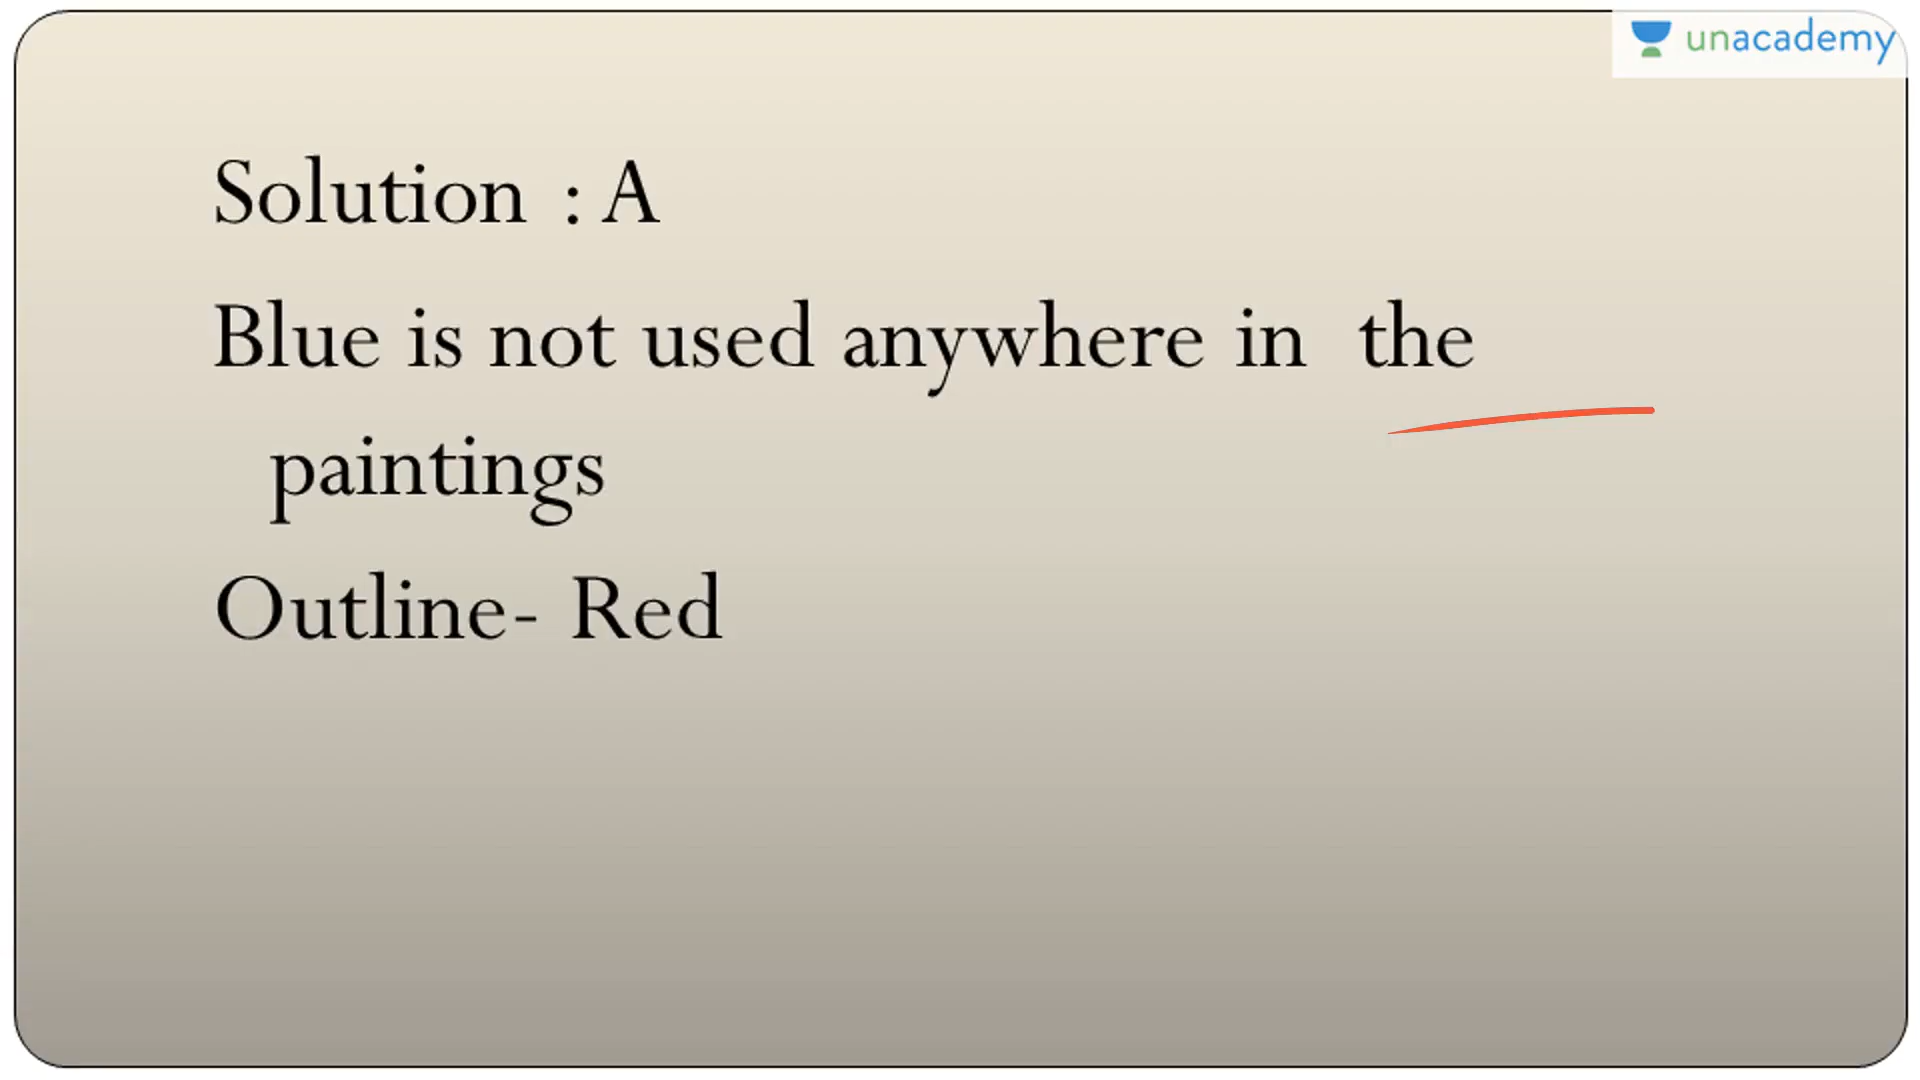 unacademy
Solution : A
Blue is not used anywhere in the
paintings
Outline- Red